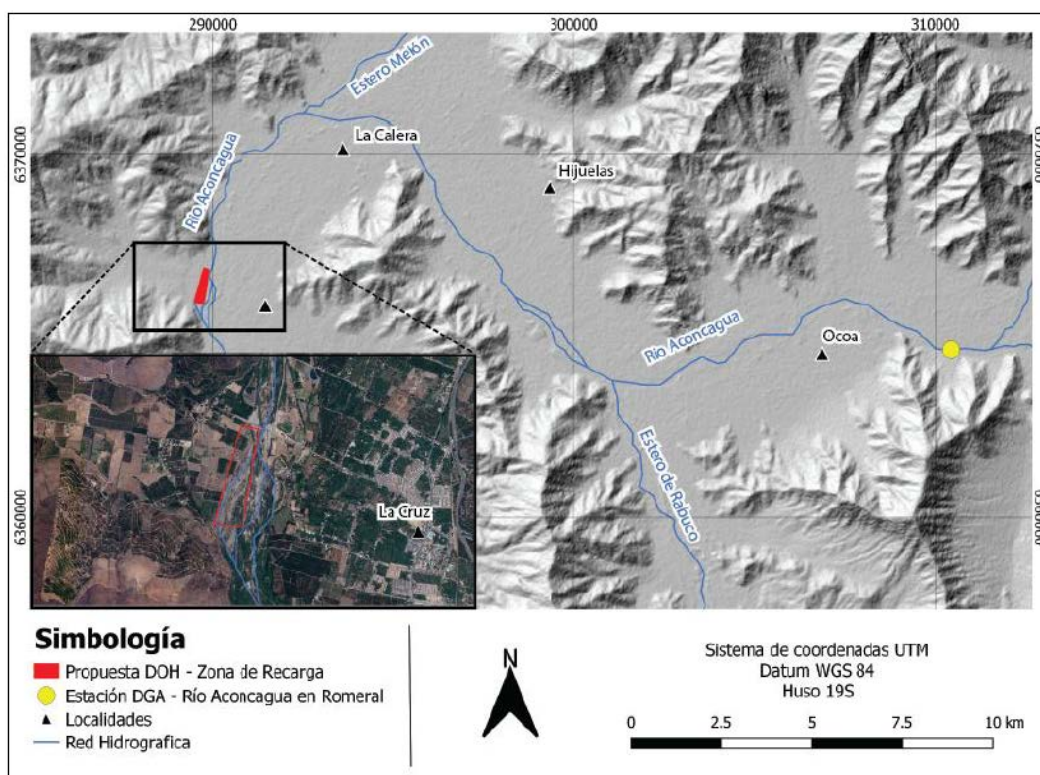 290000
300000
310000
Estero Melón
La Calera
Río Aconcagua
6370000
6370000
Hijuelas
Río Aconcagua
Ocoa
Estero de Rabuco
La Cruz
6360000
6360000
Simbología
Propuesta DOH - Zona de Recarga
Estación DGA - Río Aconcagua en Romeral
Localidades
Red Hidrografica
N
Sistema de coordenadas UTM
Datum WGS 84
Huso 19S
0 2.5 5 7.5 10 km